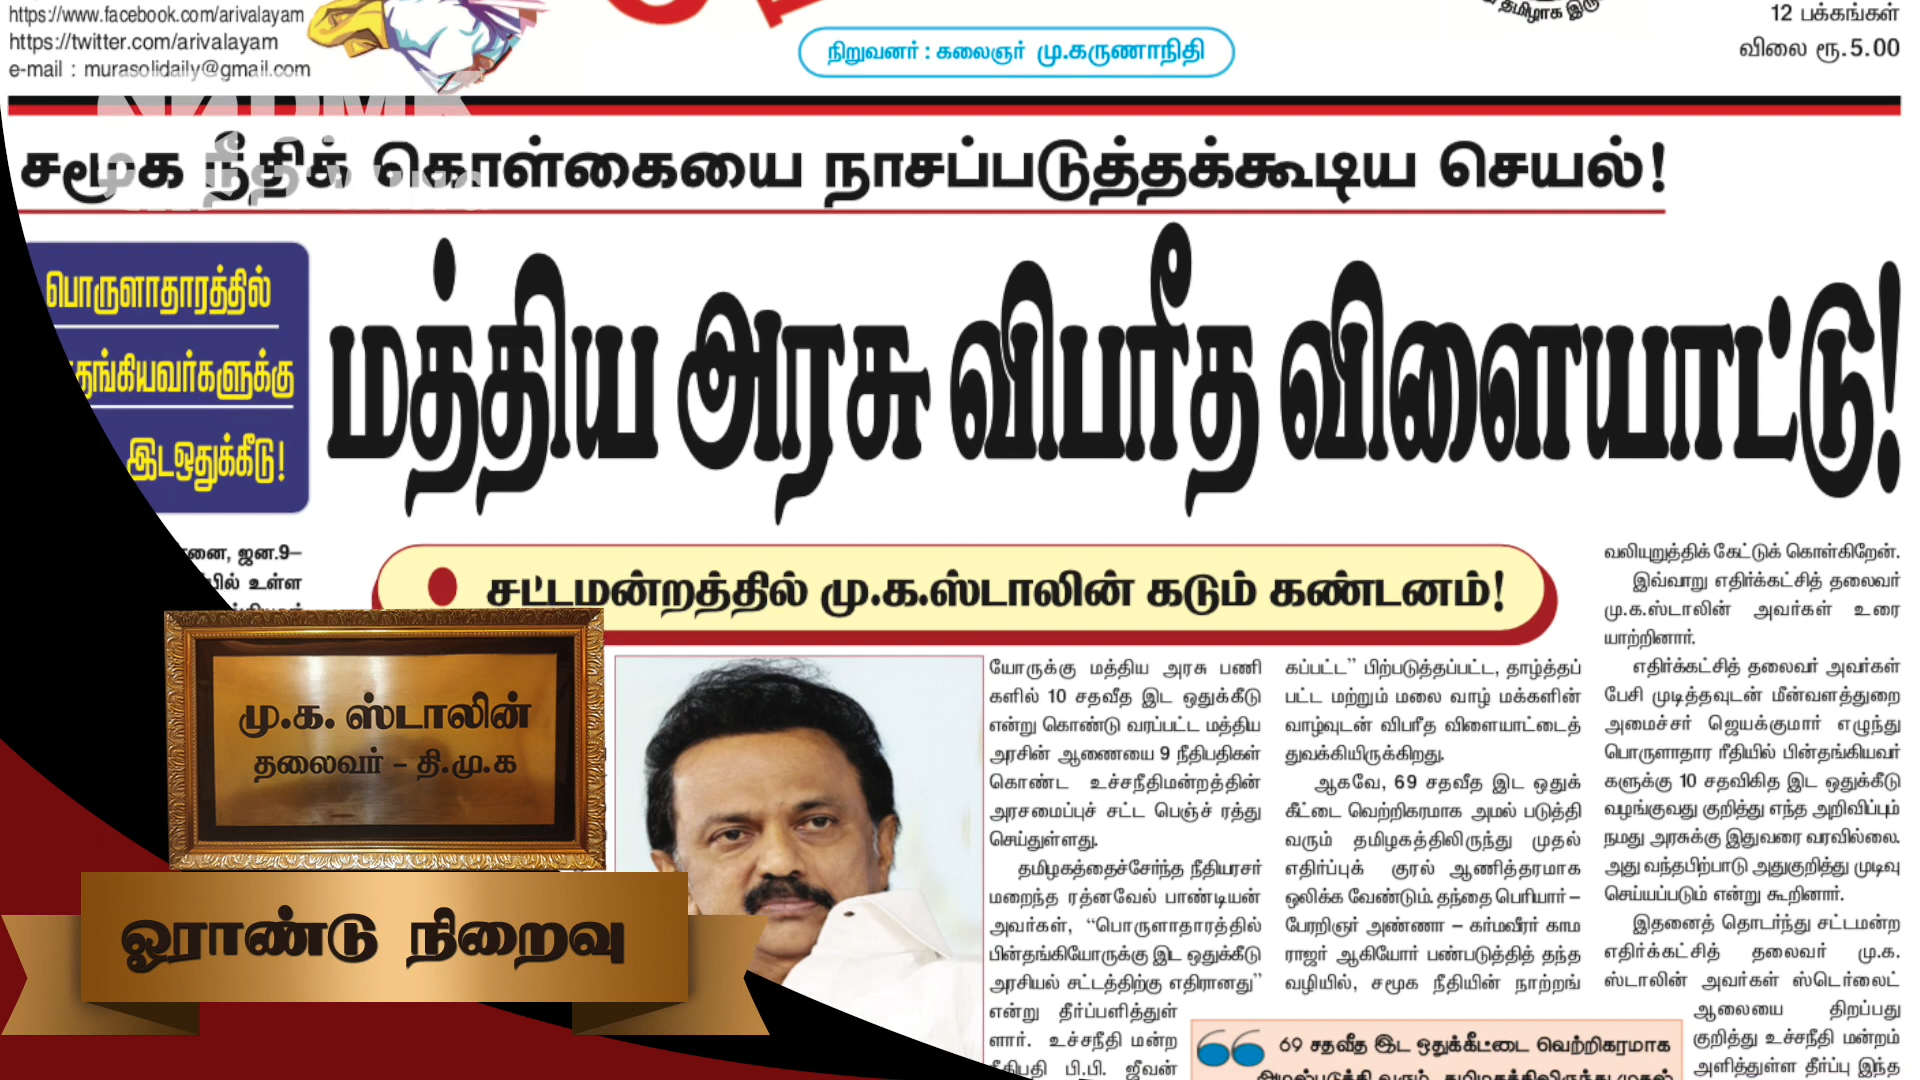 https://www.facebook.com/arivalayam
https://twitter.com/arivalayam
e-mail : murasolidaily@gmail.com
நிறுவனர் : கலைஞர் மு.கருணாநிதி
12 பக்கங்கள்
விலை ரூ.5.00
சமூக நீதிக் கொள்கையை நாசப்படுத்தக்கூடிய செயல்!
பொருளாதாரத்தில்
இடஒதுக்கீடு!
மத்திய அரசு விபரீத விளையாட்டு!
சட்டமன்றத்தில் மு.க.ஸ்டாலின் கடும் கண்டனம்!
ஜன.9–
உள்ள
மு.க. ஸ்டாலின்
தலைவர் – தி.மு.க
ஓராண்டு நிறைவு
யோருக்கு மத்திய அரசு பணி
களில் 10 சதவீத இட ஒதுக்கீடு
என்று கொண்டு வரப்பட்ட மத்திய
அரசின் ஆணையை 9 நீதிபதிகள்
கொண்ட உச்சநீதிமன்றத்தின்
அரசமைப்புச் சட்ட பெஞ்ச் ரத்து
செய்துள்ளது.
தமிழகத்தைச்சேர்ந்த நீதியரசர்
மறைந்த ரத்னவேல் பாண்டியன்
அவர்கள், “பொருளாதாரத்தில்
பின்தங்கியோருக்கு இட ஒதுக்கீடு
அரசியல் சட்டத்திற்கு எதிரானது”
என்று தீர்ப்பளித்துள்
ளார். உச்சநீதி மன்ற
நீதிபதி பி.பி. ஜீவன்
கப்பட்ட” பிற்படுத்தப்பட்ட, தாழ்த்தப்
பட்ட மற்றும் மலை வாழ் மக்களின்
வாழ்வுடன் விபரீத விளையாட்டைத்
துவக்கியிருக்கிறது.
ஆகவே, 69 சதவீத இட ஒதுக்
கீட்டை வெற்றிகரமாக அமல் படுத்தி
வரும் தமிழகத்திலிருந்து முதல்
எதிர்ப்புக் குரல் ஆணித்தரமாக
ஒலிக்க வேண்டும். தந்தை பெரியார் –
பேரறிஞர் அண்ணா – கர்மவீரர் காம
ராஜர் ஆகியோர் பண்படுத்தித் தந்த
வழியில், சமூக நீதியின் நாற்றங்
69 சதவீத இட ஒதுக்கீட்டை வெற்றிகரமாக
வலியுறுத்திக் கேட்டுக் கொள்கிறேன்.
இவ்வாறு எதிர்க்கட்சித் தலைவர்
மு.க.ஸ்டாலின் அவர்கள் உரை
யாற்றினார்.
எதிர்க்கட்சித் தலைவர் அவர்கள்
பேசி முடித்தவுடன் மீன்வளத்துறை
அமைச்சர் ஜெயக்குமார் எழுந்து
பொருளாதார ரீதியில் பின்தங்கியவர்
களுக்கு 10 சதவிகித இட ஒதுக்கீடு
வழங்குவது குறித்து எந்த அறிவிப்பும்
நமது அரசுக்கு இதுவரை வரவில்லை.
அது வந்தபிற்பாடு அதுகுறித்து முடிவு
செய்யப்படும் என்று கூறினார்.
இதனைத் தொடர்ந்து சட்டமன்ற
எதிர்க்கட்சித் தலைவர் மு.க.
ஸ்டாலின் அவர்கள் ஸ்டெர்லைட்
ஆலையை திறப்பது
குறித்து உச்சநீதி மன்றம்
அளித்துள்ள தீர்ப்பு இந்த